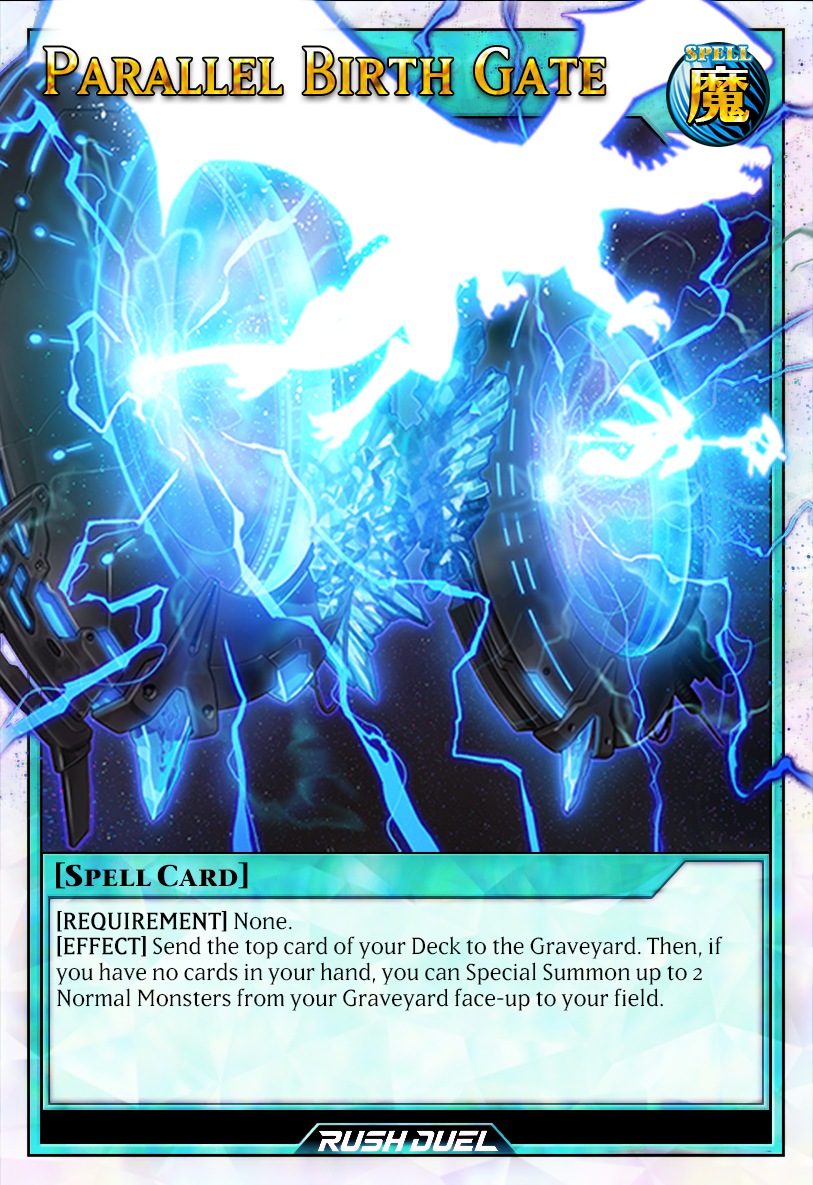 Parallel Birth Gate
SPELL
魔
[Spell Card]
[REQUIREMENT] None.
[EFFECT] Send the top card of your Deck to the Graveyard. Then, if
you have no cards in your hand, you can Special Summon up to 2
Normal Monsters from your Graveyard face-up to your field.
RUSH DUEL